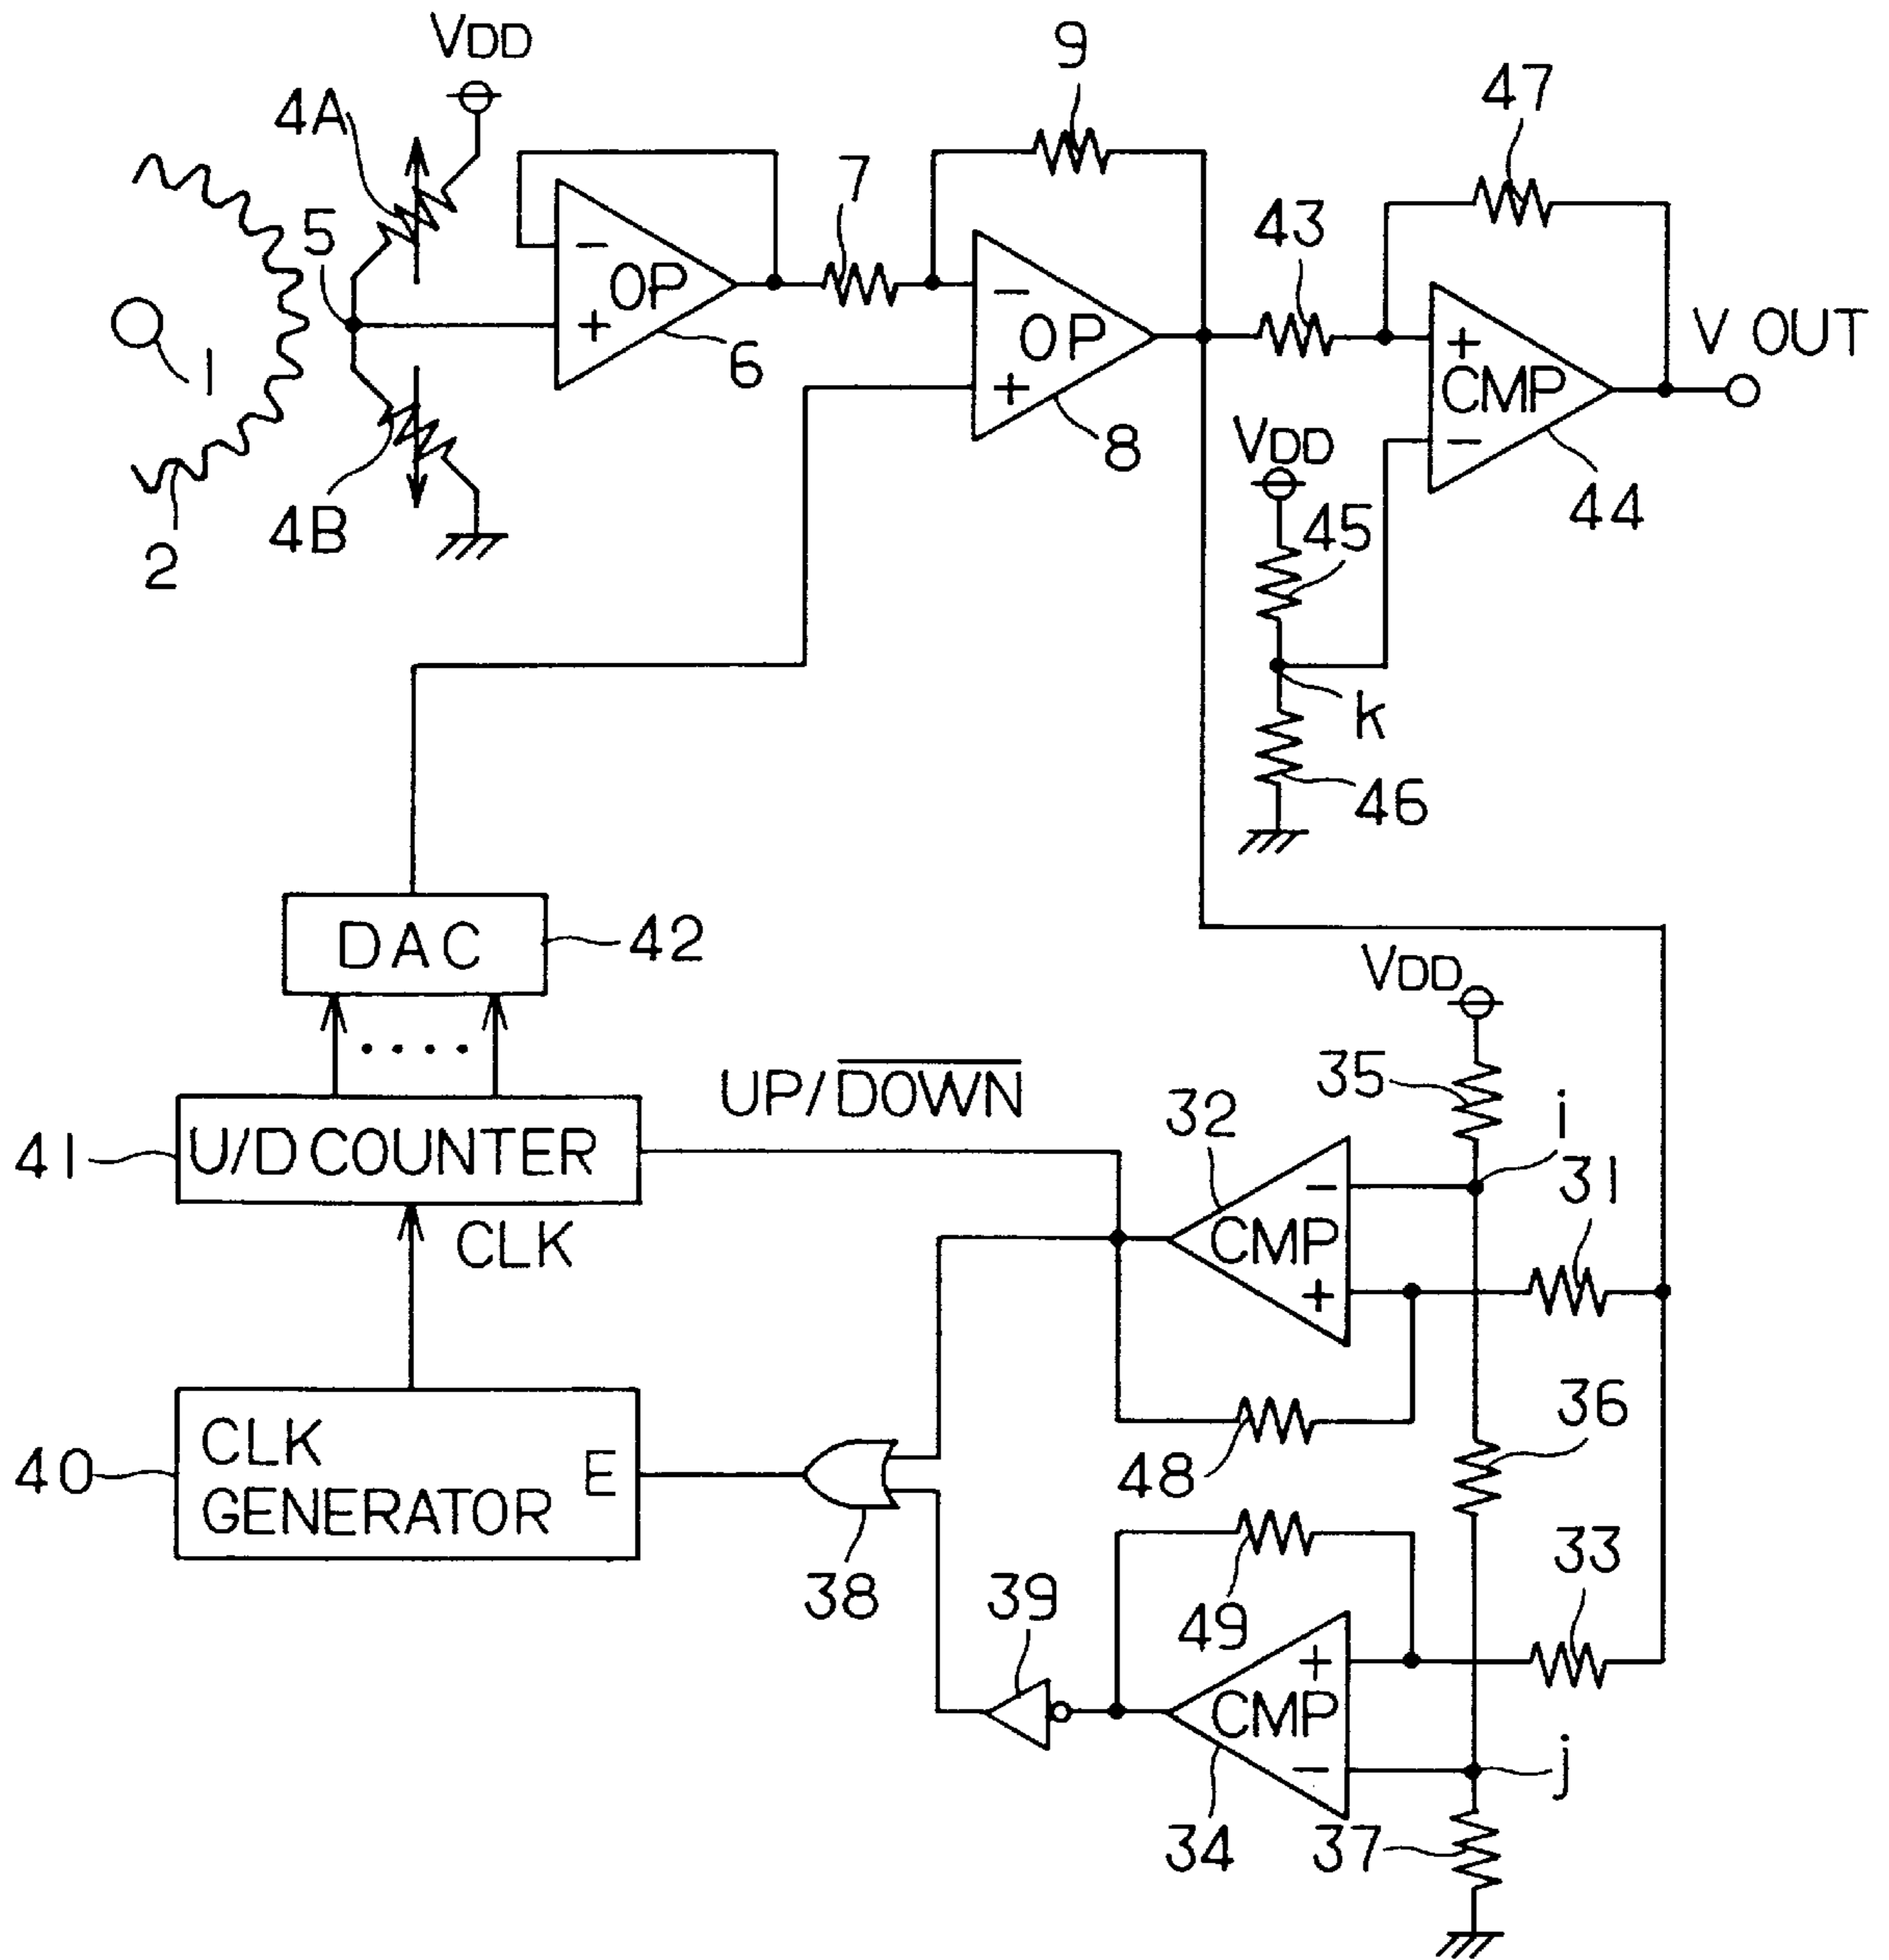 VDD
9
4A
47
7
5
43
- OP +
- OP +
+ CMP -
V OUT
1
6
8
VDD
44
4B
45
2
k
46
DAC
42
VDD
35
UP/DOWN
32
i
41
U/D COUNTER
31
-
CMP
+
CLK
36
40
CLK
GENERATOR
E
48
33
38
39
49
+
CMP
-
j
34
37